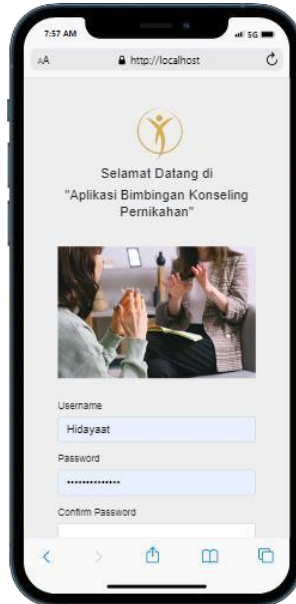 7:57 AM
5G
AA
http://localhost
Selamat Datang di
"Aplikasi Bimbingan Konseling
Pernikahan"
Username
Hidayaat
Password
••••••••••••••
Confirm Password